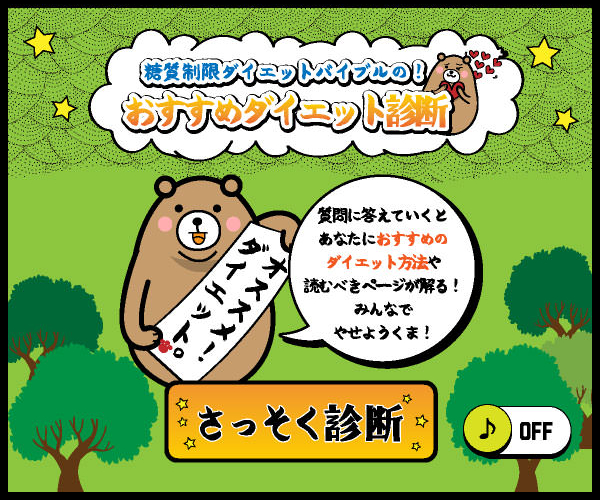 糖質制限ダイエットバイブルの！
おすすめダイエット診断
オススメ！
ダイエット。
質問に答えていくと
あなたにおすすめの
ダイエット方法や
読むべきページが解る！
みんなで
やせようくま！
さっそく診断
♪ OFF